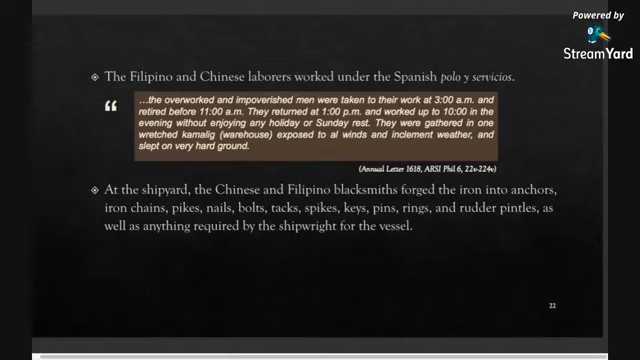 Powered by
StreamYard
❖ The Filipino and Chinese laborers worked under the Spanish polo y servicios.
“ …the overworked and impoverished men were taken to their work at 3:00 a.m. and
retired before 11:00 a.m. They returned at 1:00 p.m. and worked up to 10:00 in the
evening without enjoying any holiday or Sunday rest. They were gathered in one
wretched kamalig (warehouse) exposed to al winds and inclement weather, and
slept on very hard ground.
(Annual Letter 1618, ARSI Phil 6, 22v-224v)
❖ At the shipyard, the Chinese and Filipino blacksmiths forged the iron into anchors,
iron chains, pikes, nails, bolts, tacks, spikes, keys, pins, rings, and rudder pintles, as
well as anything required by the shipwright for the vessel.
22